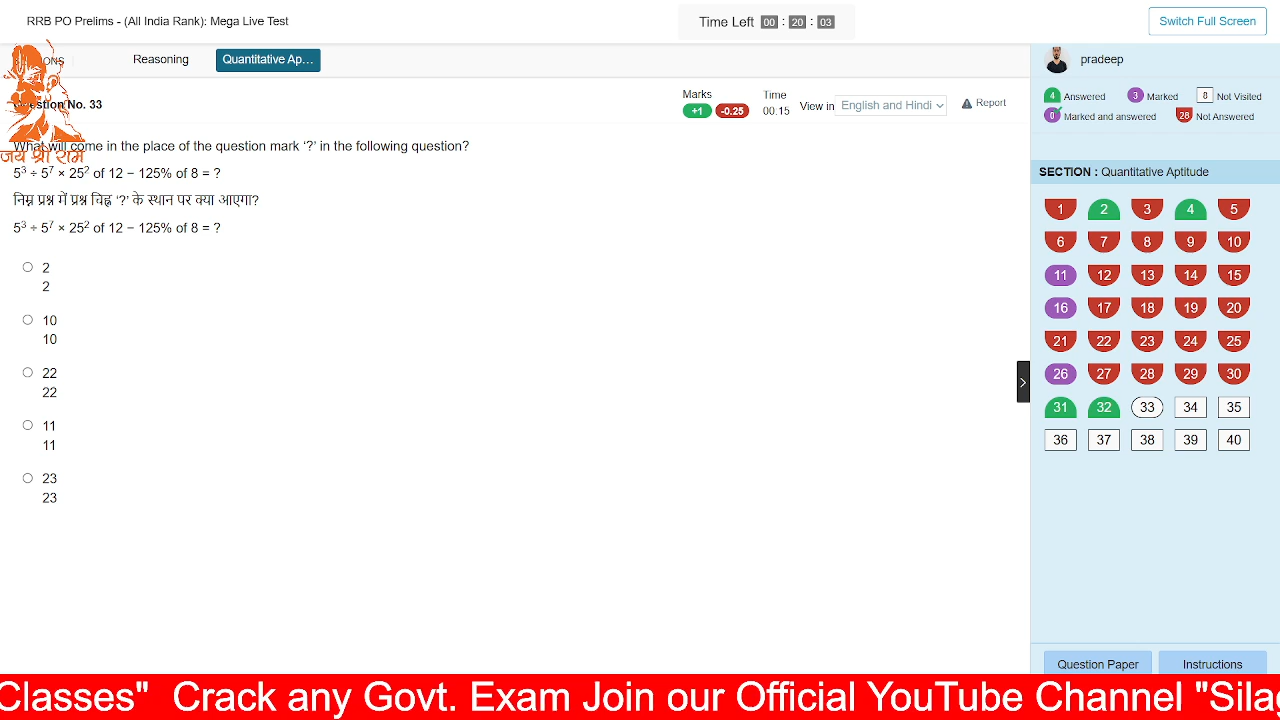 RRB PO Prelims - (All India Rank): Mega Live Test
Time Left 00 : 20 : 03
Switch Full Screen
Reasoning
Quantitative Ap...
pradeep
Question No. 33
Marks
+1 -0.25
Time
00:15
View in English and Hindi
Report
4 Answered 3 Marked 8 Not Visited
0 Marked and answered 28 Not Answered
जय श्री राम
What will come in the place of the question mark ‘?’ in the following question?
5³ ÷ 5⁷ × 25² of 12 − 125% of 8 = ?
निम्न प्रश्न में प्रश्न चिह्न ‘?’ के स्थान पर क्या आएगा?
5³ ÷ 5⁷ × 25² of 12 − 125% of 8 = ?
2
2
10
10
22
22
11
11
23
23
SECTION : Quantitative Aptitude
1 2 3 4 5
6 7 8 9 10
11 12 13 14 15
16 17 18 19 20
21 22 23 24 25
26 27 28 29 30
31 32 33 34 35
36 37 38 39 40
Question Paper
Instructions
Classes" Crack any Govt. Exam Join our Official YouTube Channel "Sila